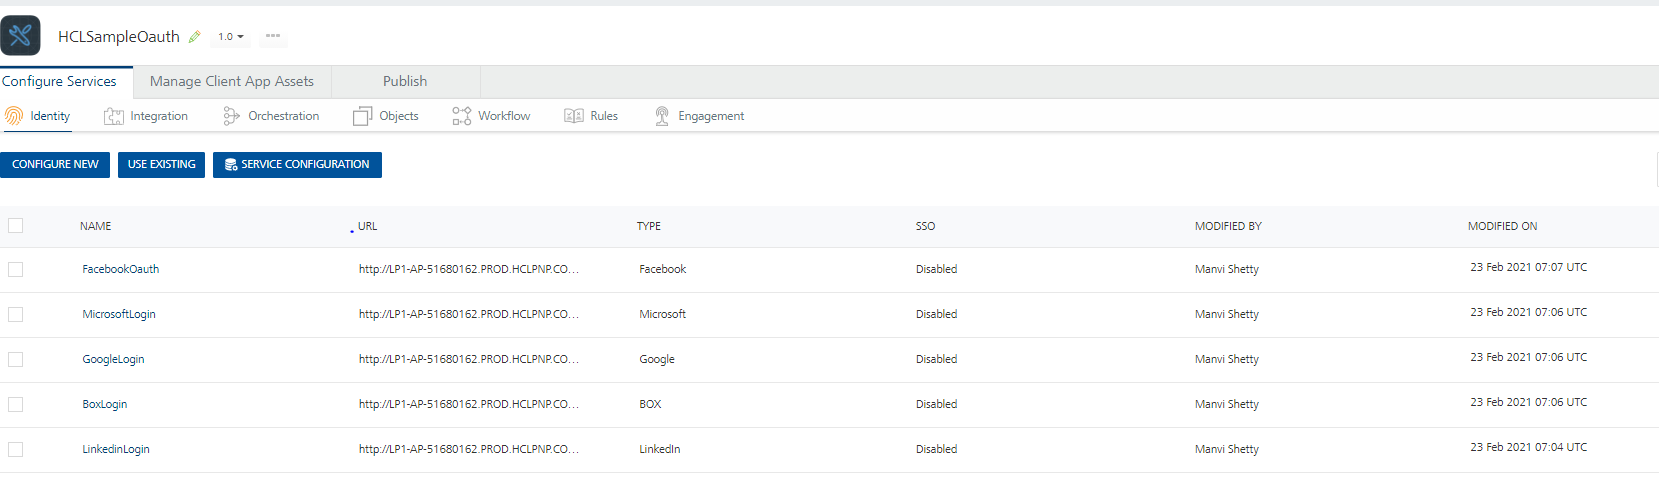 HCLSampleOauth 1.0
Configure Services Manage Client App Assets Publish
Identity Integration Orchestration Objects Workflow Rules Engagement
CONFIGURE NEW USE EXISTING SERVICE CONFIGURATION
NAME URL TYPE SSO MODIFIED BY MODIFIED ON
FacebookOauth http://LP1-AP-51680162.PROD.HCLPNP.CO... Facebook Disabled Manvi Shetty 23 Feb 2021 07:07 UTC
MicrosoftLogin http://LP1-AP-51680162.PROD.HCLPNP.CO... Microsoft Disabled Manvi Shetty 23 Feb 2021 07:06 UTC
GoogleLogin http://LP1-AP-51680162.PROD.HCLPNP.CO... Google Disabled Manvi Shetty 23 Feb 2021 07:06 UTC
BoxLogin http://LP1-AP-51680162.PROD.HCLPNP.CO... BOX Disabled Manvi Shetty 23 Feb 2021 07:06 UTC
LinkedinLogin http://LP1-AP-51680162.PROD.HCLPNP.CO... LinkedIn Disabled Manvi Shetty 23 Feb 2021 07:04 UTC